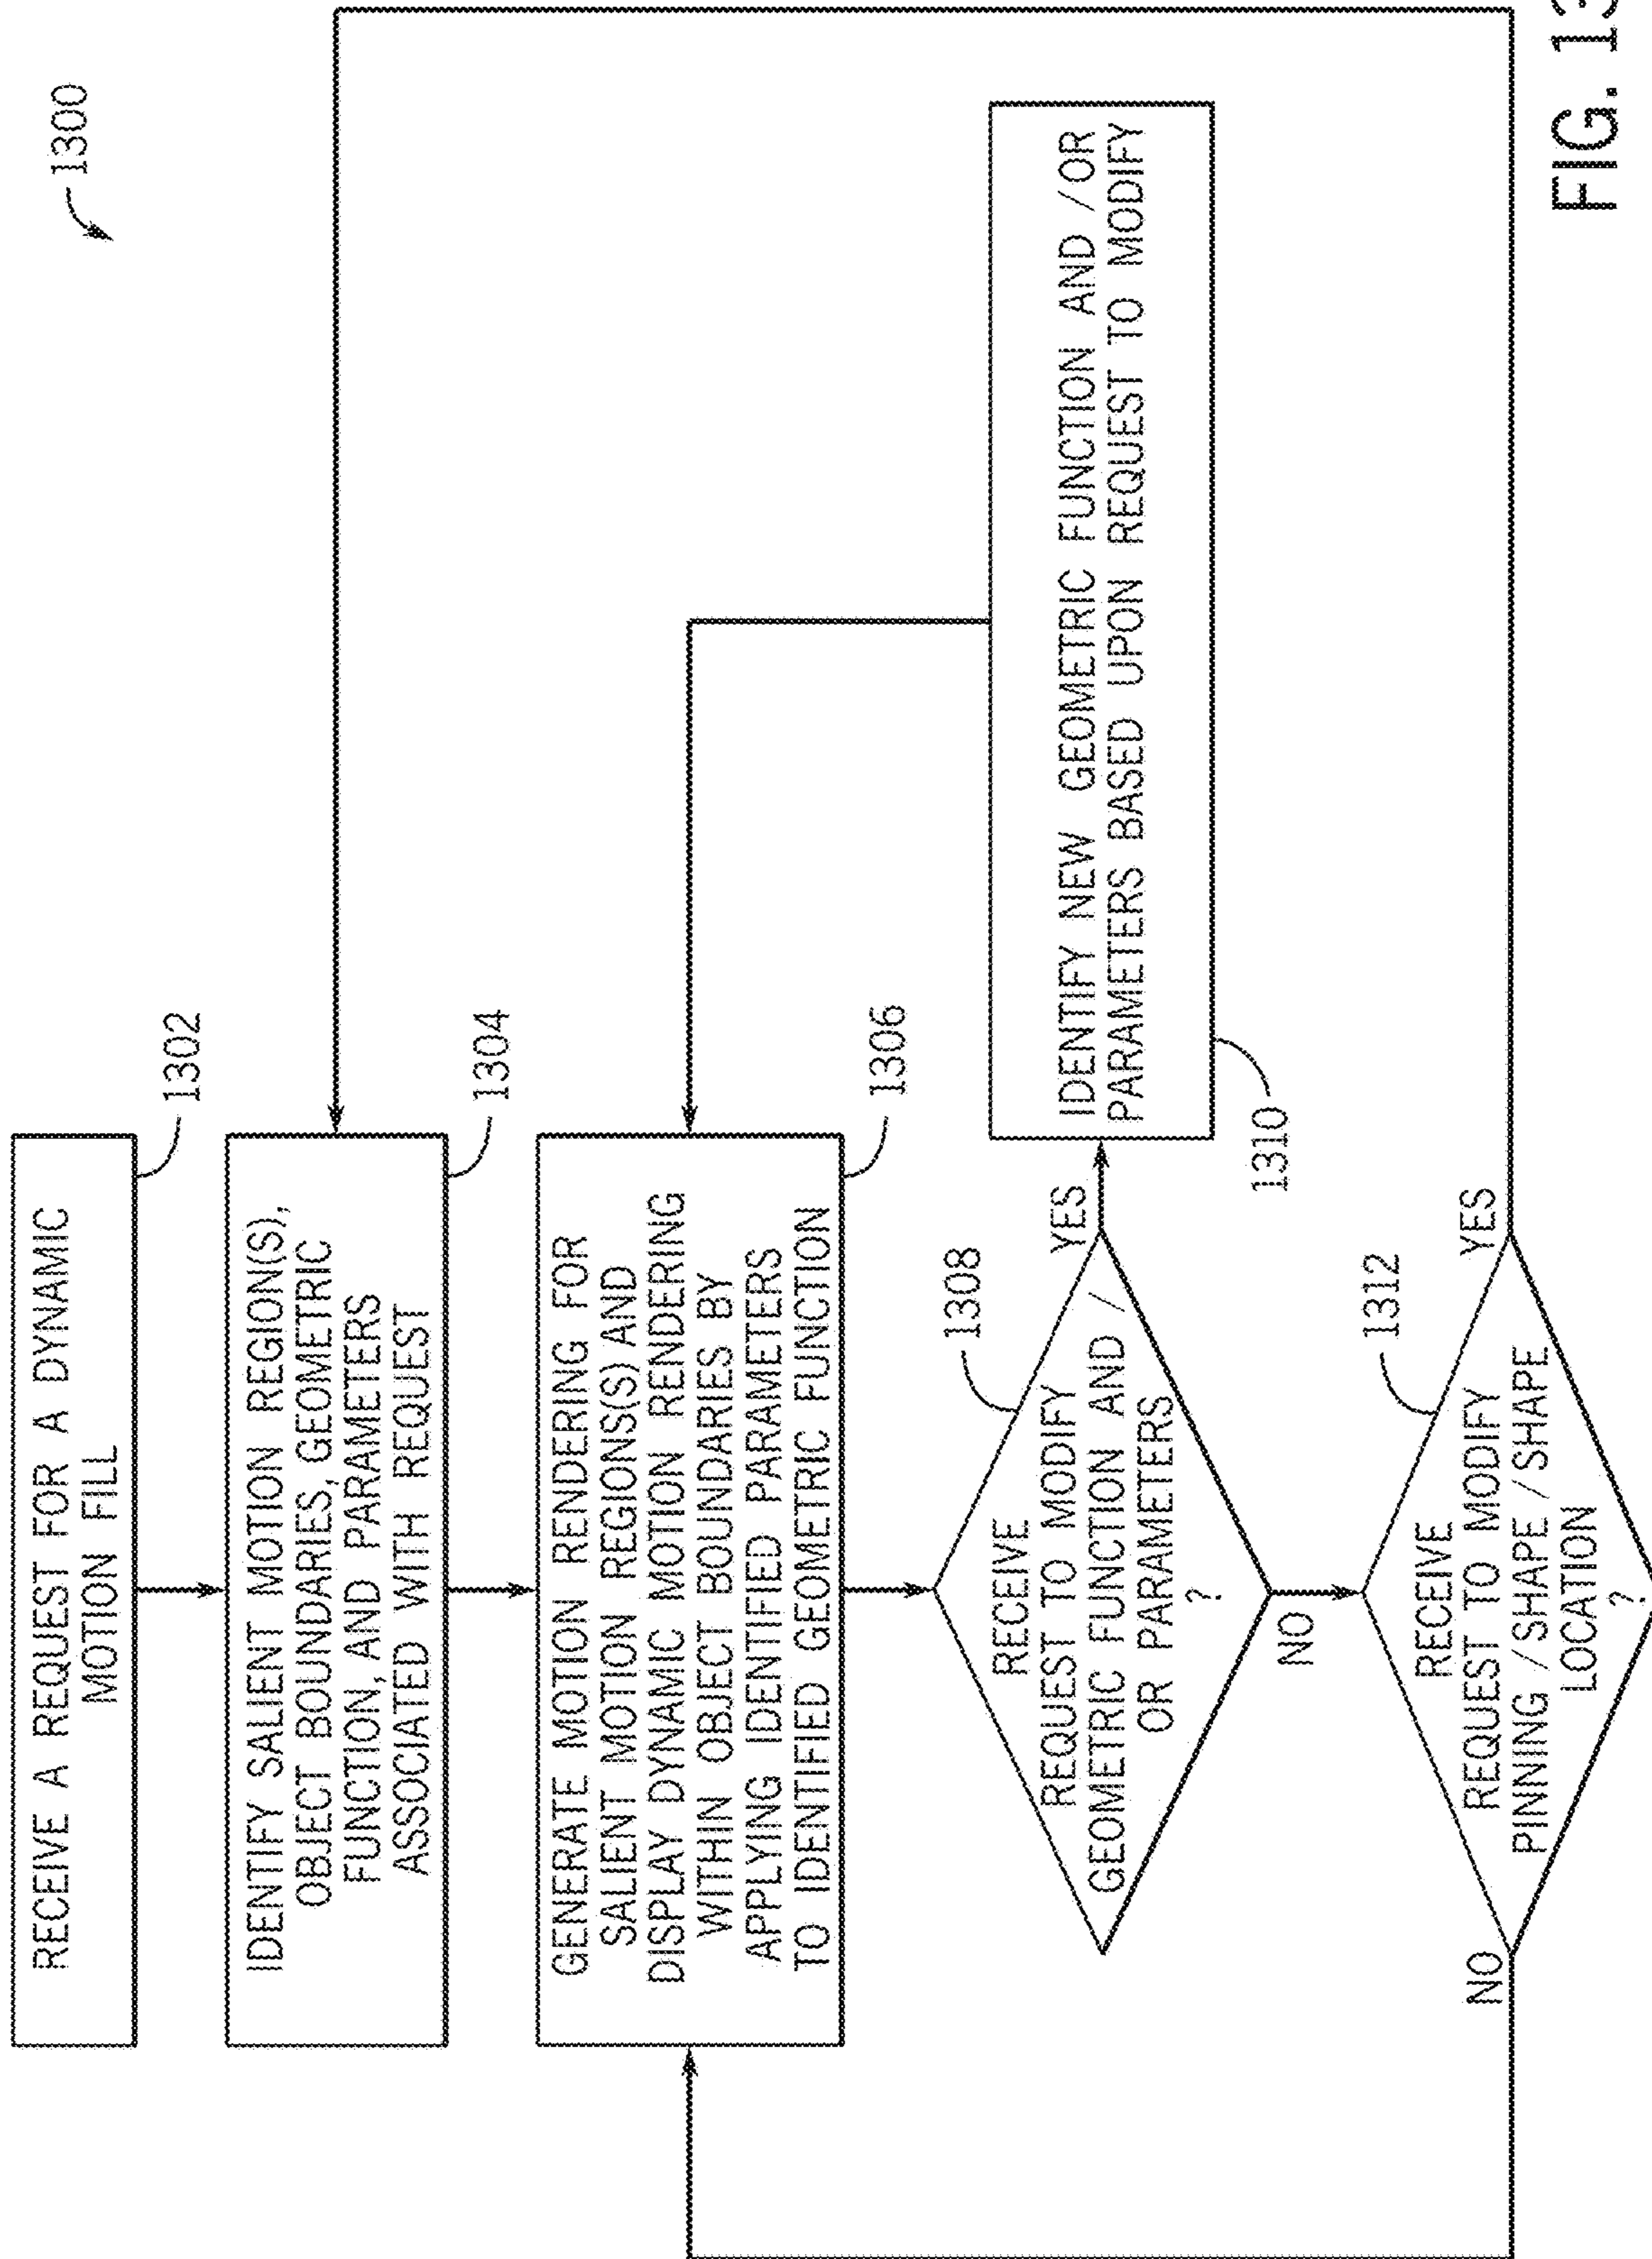 1300
RECEIVE A REQUEST FOR A DYNAMIC
MOTION FILL
1302
IDENTIFY SALIENT MOTION REGION(S),
OBJECT BOUNDARIES, GEOMETRIC
FUNCTION, AND PARAMETERS
ASSOCIATED WITH REQUEST
1304
GENERATE MOTION RENDERING FOR
SALIENT MOTION REGIONS(S) AND
DISPLAY DYNAMIC MOTION RENDERING
WITHIN OBJECT BOUNDARIES BY
APPLYING IDENTIFIED PARAMETERS
TO IDENTIFIED GEOMETRIC FUNCTION
1306
RECEIVE
REQUEST TO MODIFY
GEOMETRIC FUNCTION AND /
OR PARAMETERS
?
1308
YES
NO
IDENTIFY NEW GEOMETRIC FUNCTION AND /OR
PARAMETERS BASED UPON REQUEST TO MODIFY
1310
RECEIVE
REQUEST TO MODIFY
PINNING /SHAPE /SHAPE
LOCATION
?
1312
YES
NO
FIG. 13